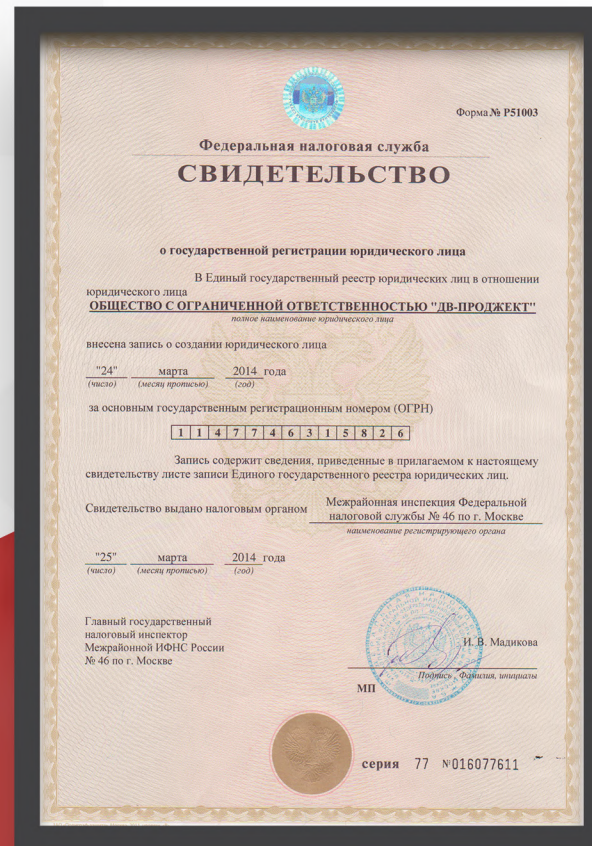 Форма № Р51003
Федеральная налоговая служба
СВИДЕТЕЛЬСТВО
о государственной регистрации юридического лица
В Единый государственный реестр юридических лиц в отношении
юридического лица
ОБЩЕСТВО С ОГРАНИЧЕННОЙ ОТВЕТСТВЕННОСТЬЮ "ДВ-ПРОДЖЕКТ"
полное наименование юридического лица
внесена запись о создании юридического лица
"24" марта 2014 года
(число) (месяц прописью) (год)
за основным государственным регистрационным номером (ОГРН)
1 1 4 7 7 4 6 3 1 5 8 2 6
Запись содержит сведения, приведенные в прилагаемом к настоящему
свидетельству листе записи Единого государственного реестра юридических лиц.
Свидетельство выдано налоговым органом Межрайонная инспекция Федеральной
налоговой службы № 46 по г. Москве
наименование регистрирующего органа
"25" марта 2014 года
(число) (месяц прописью) (год)
Главный государственный
налоговый инспектор
Межрайонной ИФНС России
№ 46 по г. Москве
И. В. Мадикова
Подпись, Фамилия, инициалы
МП
серия 77 №016077611